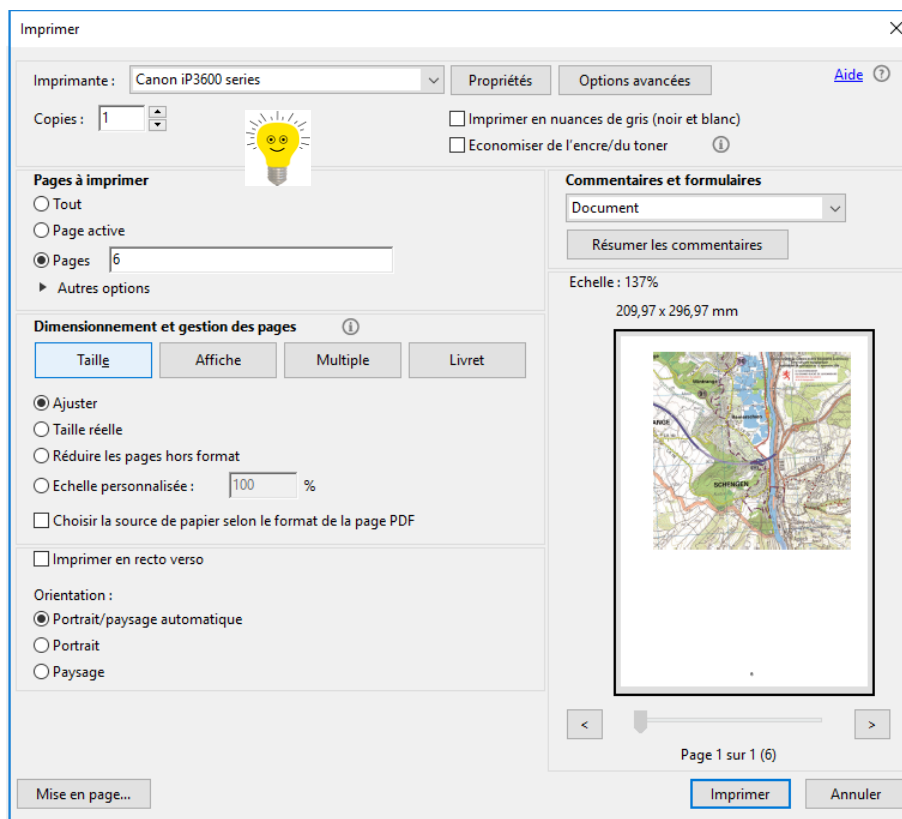 Imprimer
Imprimante : Canon iP3600 series Propriétés Options avancées Aide
Copies : 1 Imprimer en nuances de gris (noir et blanc)
Economiser de l'encre/du toner
Pages à imprimer
Tout
Page active
Pages 6
Autres options
Commentaires et formulaires
Document
Résumer les commentaires
Dimensionnement et gestion des pages
Taille Affiche Multiple Livret
Ajuster
Taille réelle
Réduire les pages hors format
Echelle personnalisée : 100 %
Choisir la source de papier selon le format de la page PDF
Imprimer en recto verso
Orientation :
Portrait/paysage automatique
Portrait
Paysage
Echelle : 137%
209,97 x 296,97 mm
SCHENGEN
< >
Page 1 sur 1 (6)
Mise en page... Imprimer Annuler